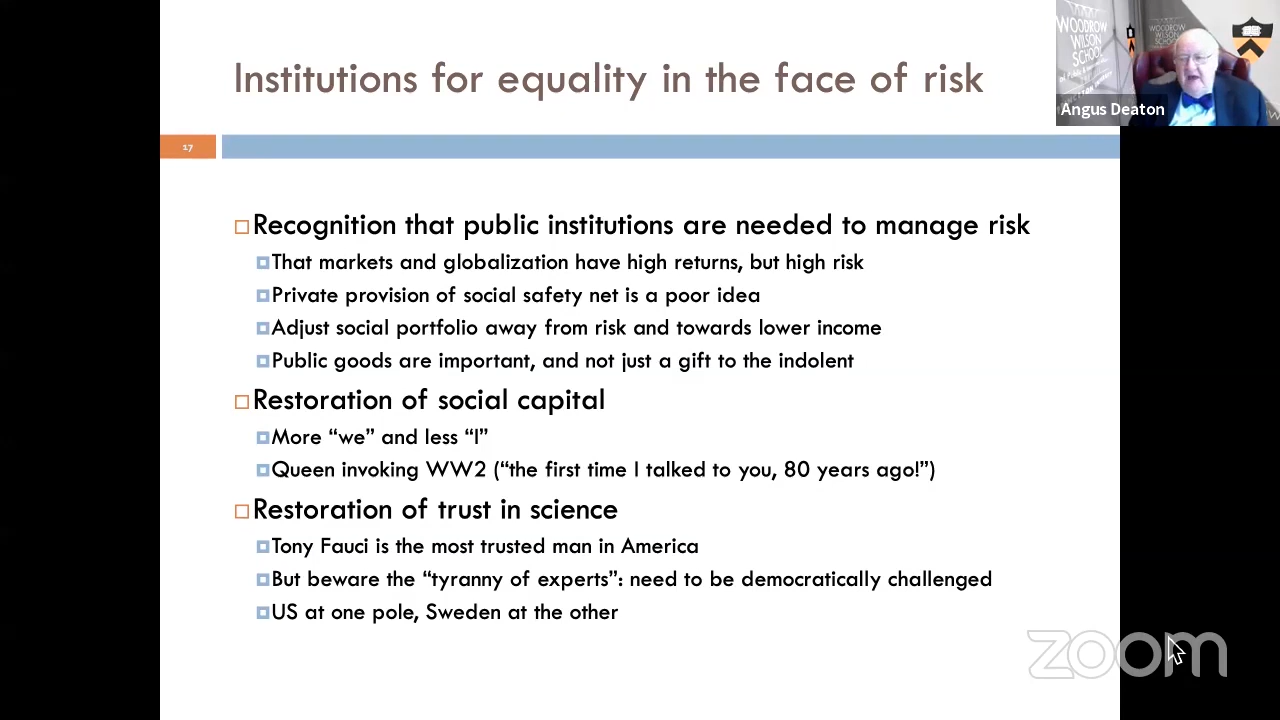 Institutions for equality in the face of risk
17
Recognition that public institutions are needed to manage risk
That markets and globalization have high returns, but high risk
Private provision of social safety net is a poor idea
Adjust social portfolio away from risk and towards lower income
Public goods are important, and not just a gift to the indolent
Restoration of social capital
More “we” and less “I”
Queen invoking WW2 (“the first time I talked to you, 80 years ago!”)
Restoration of trust in science
Tony Fauci is the most trusted man in America
But beware the “tyranny of experts”: need to be democratically challenged
US at one pole, Sweden at the other
WOODROW
WILSON
SCHOOL
WOODROW
WILSON
Angus Deaton
zoom